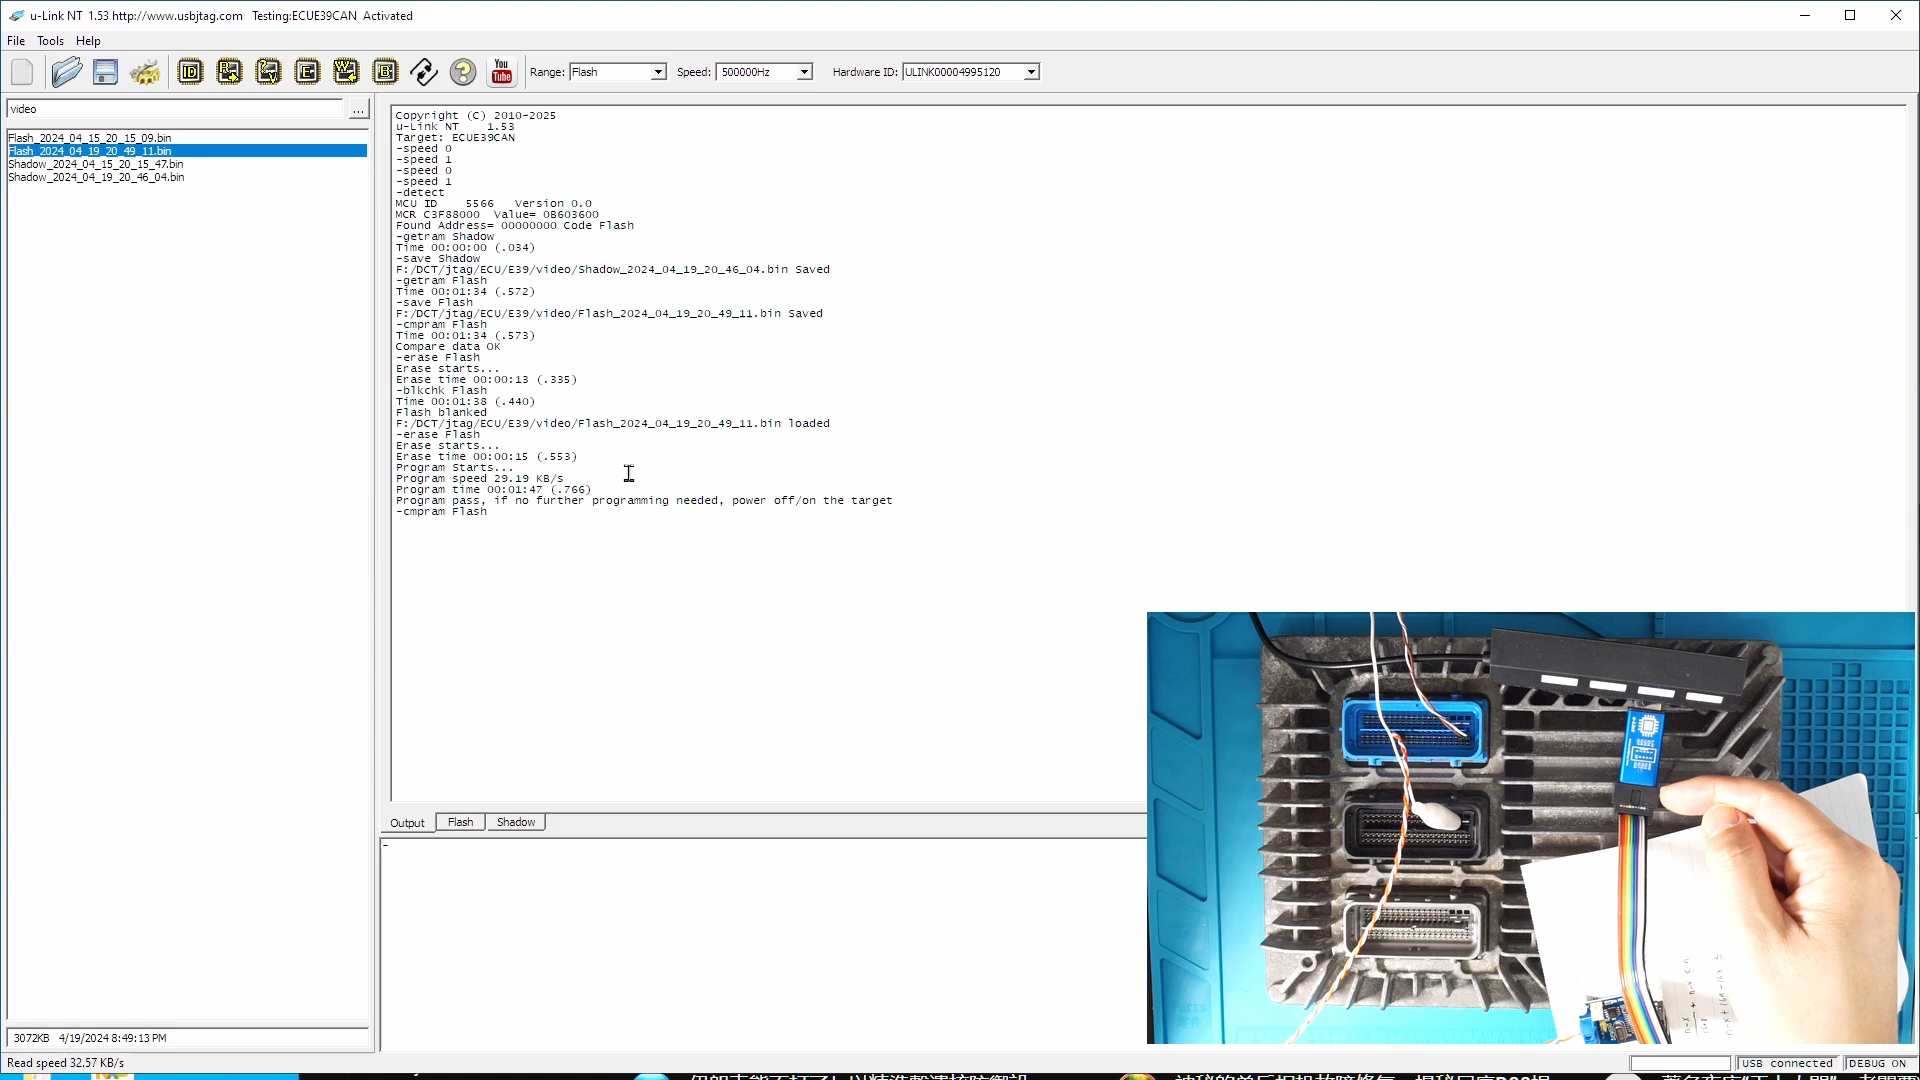 u-Link NT 1.53 http://www.usbjtag.com Testing:ECUE39CAN Activated
File Tools Help
ID
R
V
E
W
B
You Tube
Range: Flash
Speed: 500000Hz
Hardware ID: ULINK00004995120
video
...
Flash_2024_04_15_20_15_09.bin
Flash_2024_04_19_20_49_11.bin
Shadow_2024_04_15_20_15_47.bin
Shadow_2024_04_19_20_46_04.bin
Copyright (C) 2010-2025
u-Link NT 1.53
Target: ECUE39CAN
-speed 0
-speed 1
-speed 0
-speed 1
-detect
MCU ID 5566 Version 0.0
MCR C3F88000 Value= 0B603600
Found Address= 00000000 Code Flash
-getram Shadow
Time 00:00:00 (.034)
-save Shadow
F:/DCT/jtag/ECU/E39/video/Shadow_2024_04_19_20_46_04.bin Saved
-getram Flash
Time 00:01:34 (.572)
-save Flash
F:/DCT/jtag/ECU/E39/video/Flash_2024_04_19_20_49_11.bin Saved
-cmpram Flash
Time 00:01:34 (.573)
Compare data OK
-erase Flash
Erase starts...
Erase time 00:00:13 (.335)
-blkchk Flash
Time 00:01:38 (.440)
Flash blanked
F:/DCT/jtag/ECU/E39/video/Flash_2024_04_19_20_49_11.bin loaded
-erase Flash
Erase starts...
Erase time 00:00:15 (.553)
Program Starts...
Program speed 29.19 KB/s
Program time 00:01:47 (.766)
Program pass, if no further programming needed, power off/on the target
-cmpram Flash
Output Flash Shadow
-
3072KB 4/19/2024 8:49:13 PM
Read speed 32.57 KB/s
USB connected
DEBUG ON